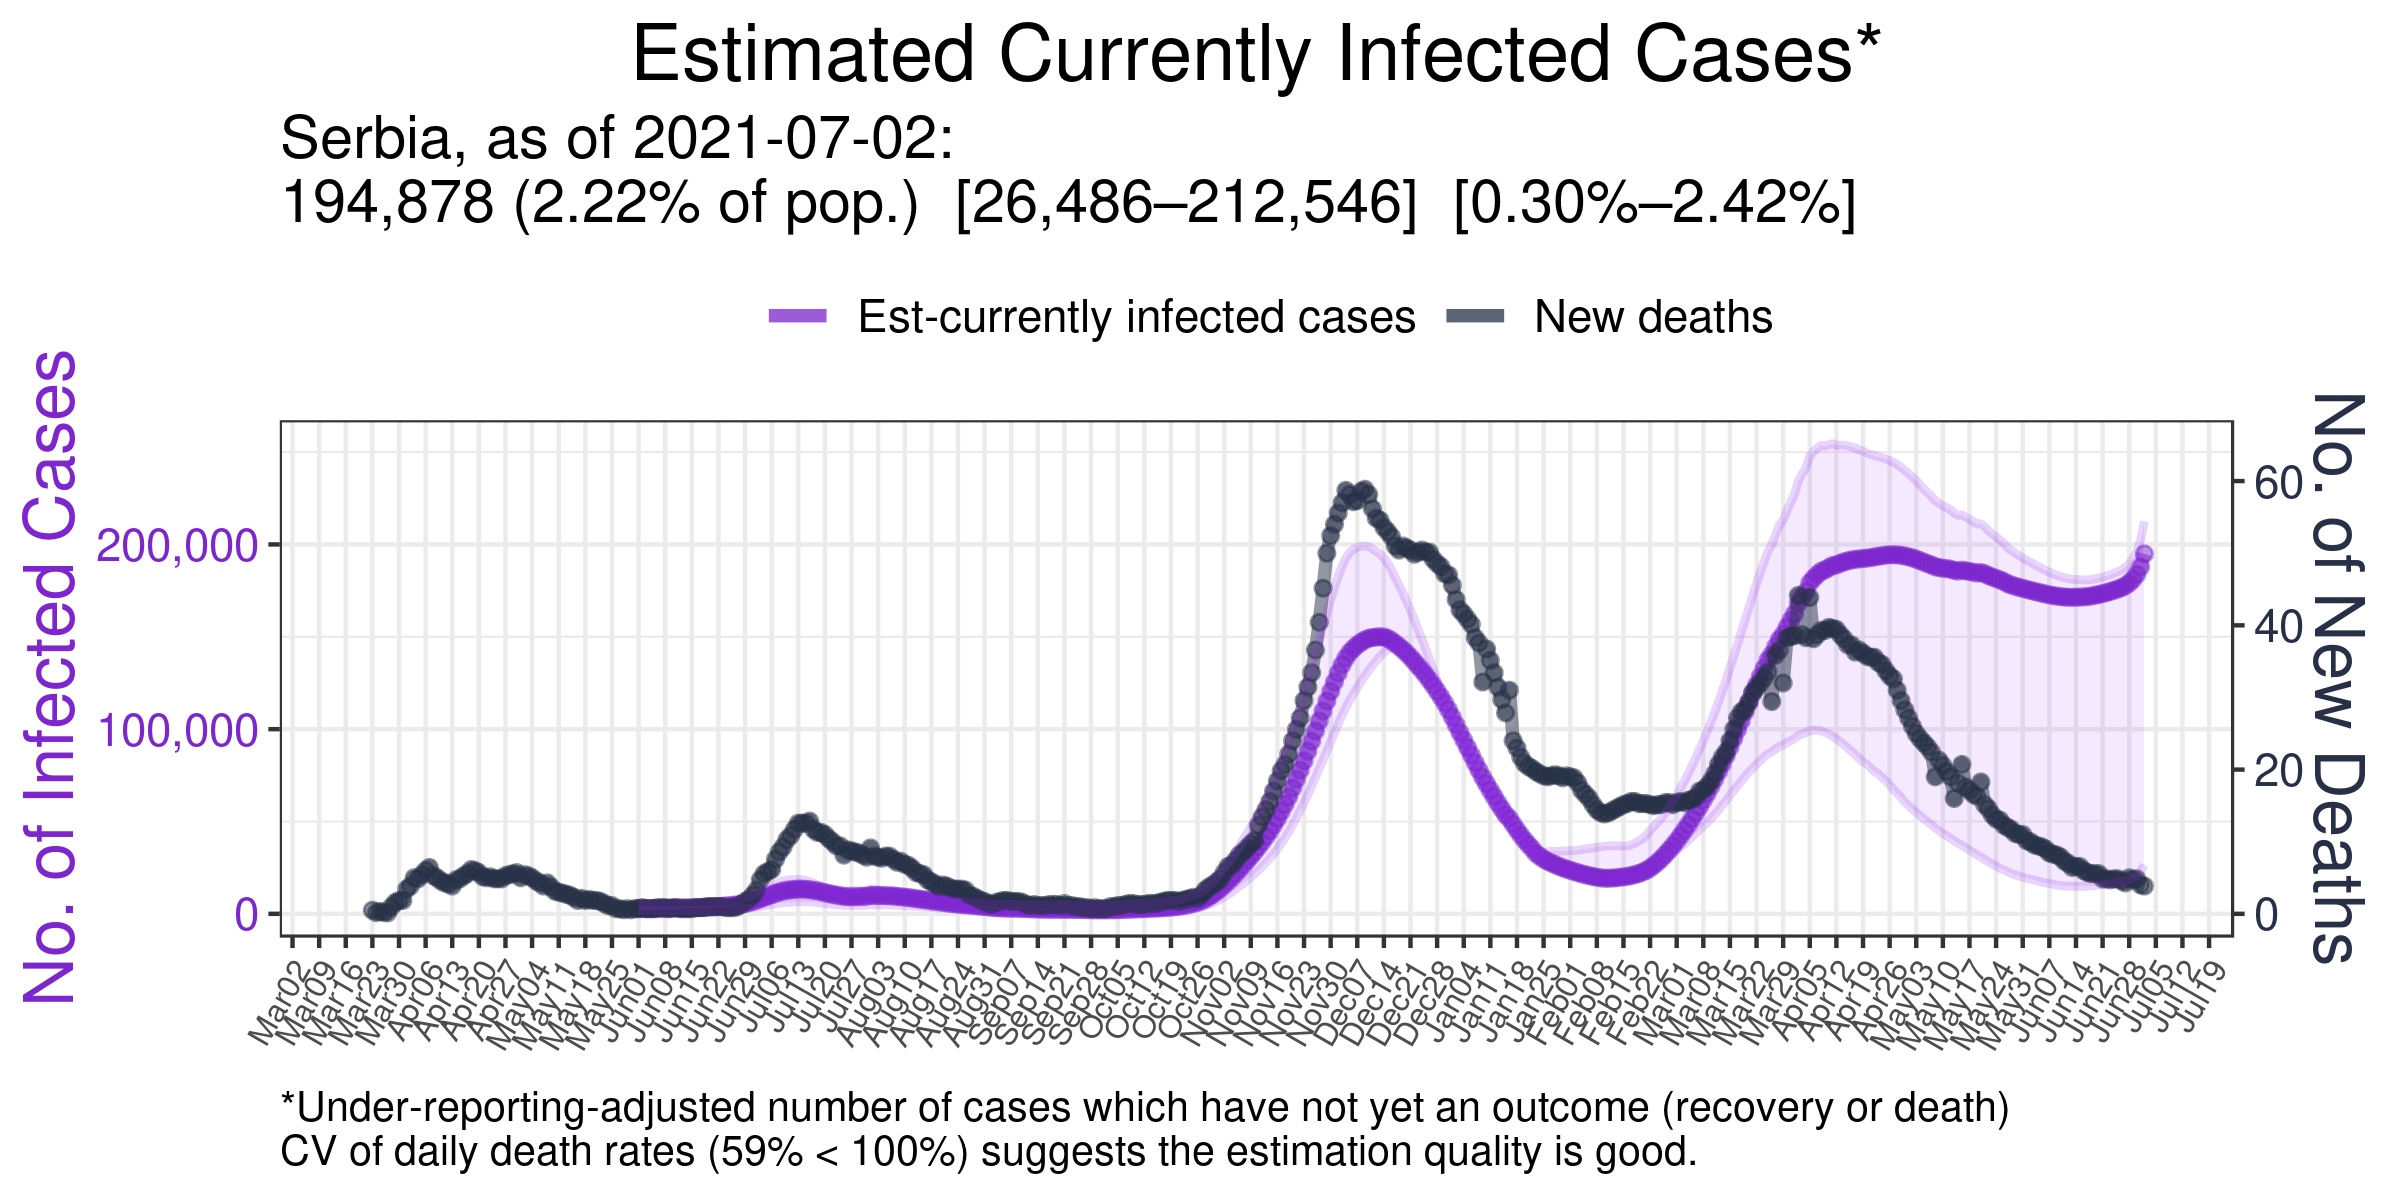 Estimated Currently Infected Cases*
Serbia, as of 2021-07-02:
194,878 (2.22% of pop.)  [26,486–212,546]  [0.30%–2.42%]
Est-currently infected cases
New deaths
No. of Infected Cases
200,000
100,000
0
60
40
20
0
No. of New Deaths
Mar02
Mar09
Mar16
Mar23
Mar30
Apr06
Apr13
Apr20
Apr27
May04
May11
May18
May25
Jun01
Jun08
Jun15
Jun22
Jun29
Jul06
Jul13
Jul20
Jul27
Aug03
Aug10
Aug17
Aug24
Aug31
Sep07
Sep14
Sep21
Sep28
Oct05
Oct12
Oct19
Oct26
Nov02
Nov09
Nov16
Nov23
Nov30
Dec07
Dec14
Dec21
Dec28
Jan04
Jan11
Jan18
Jan25
Feb01
Feb08
Feb15
Feb22
Mar01
Mar08
Mar15
Mar22
Mar29
Apr05
Apr12
Apr19
Apr26
May03
May10
May17
May24
May31
Jun07
Jun14
Jun21
Jun28
Jul05
Jul12
Jul19
*Under-reporting-adjusted number of cases which have not yet an outcome (recovery or death)
CV of daily death rates (59% < 100%) suggests the estimation quality is good.